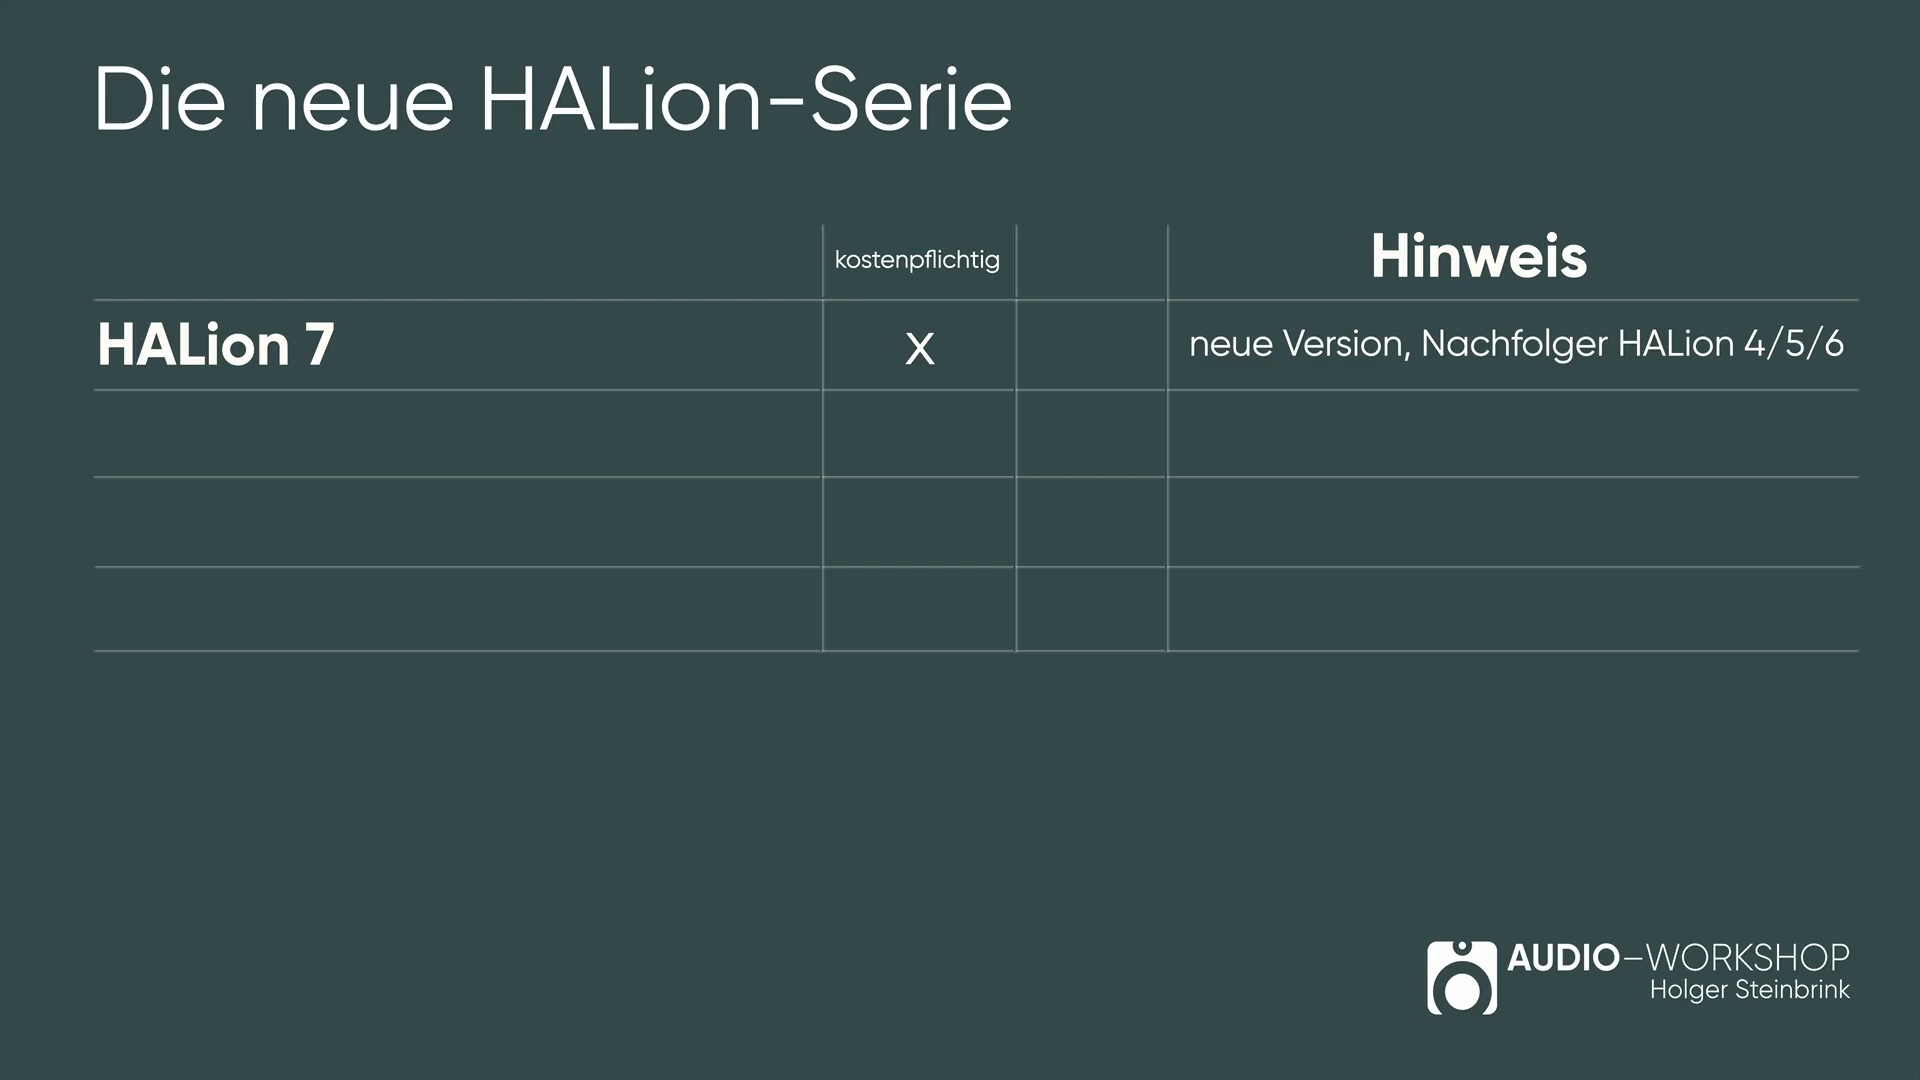 Die neue HALion-Serie
kostenpflichtig Hinweis
HALion 7 X neue Version, Nachfolger HALion 4/5/6
AUDIO-WORKSHOP
Holger Steinbrink